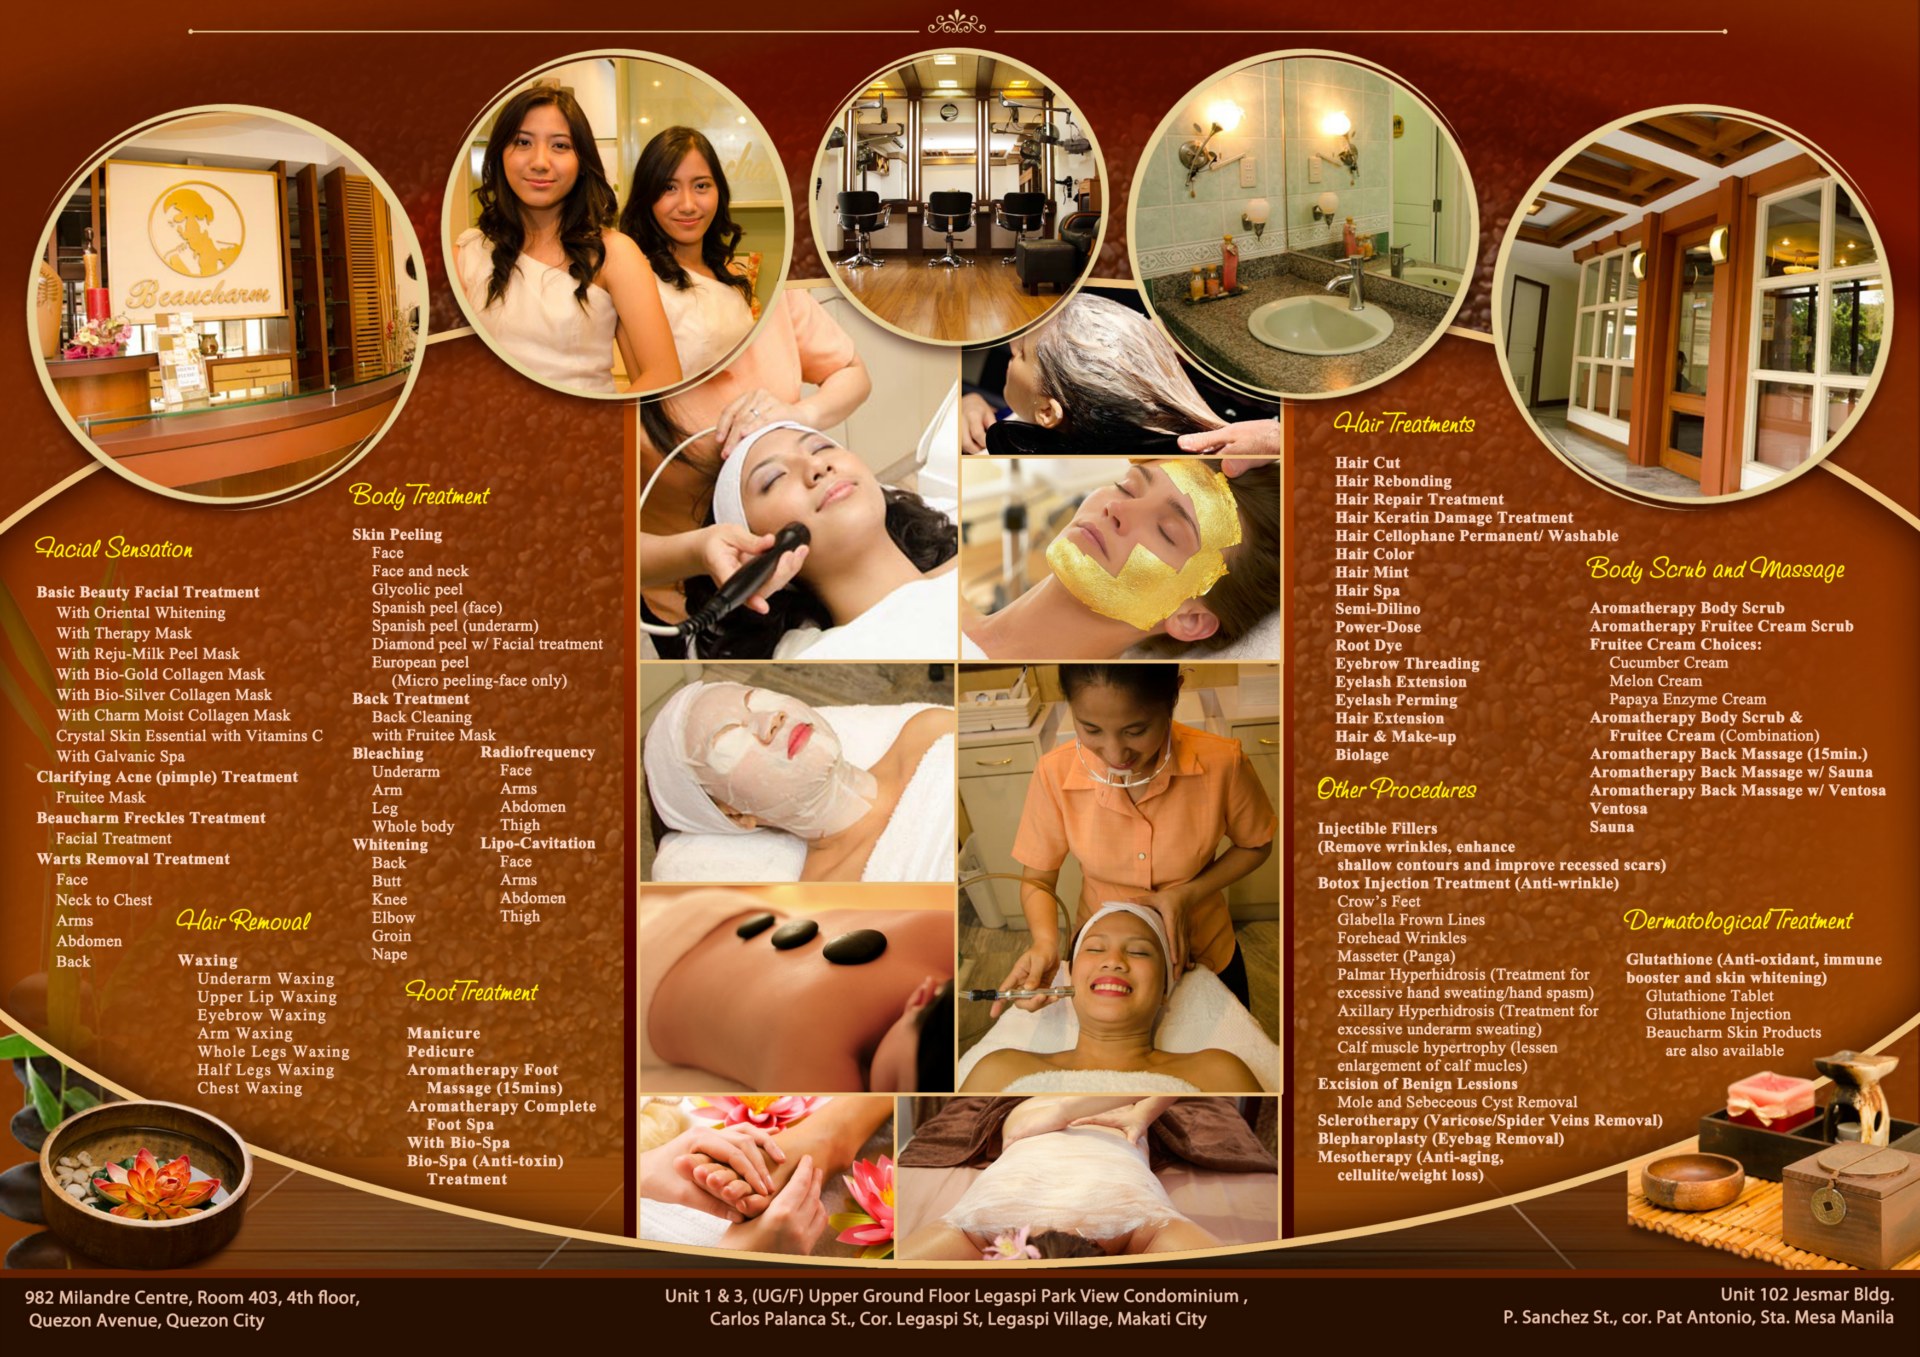 Beaucharm
Facial Sensation
Basic Beauty Facial Treatment
With Oriental Whitening
With Therapy Mask
With Reju-Milk Peel Mask
With Bio-Gold Collagen Mask
With Bio-Silver Collagen Mask
With Charm Moist Collagen Mask
Crystal Skin Essential with Vitamins C
With Galvanic Spa
Clarifying Acne (pimple) Treatment
Fruitee Mask
Beaucharm Freckles Treatment
Facial Treatment
Warts Removal Treatment
Face
Neck to Chest
Arms
Abdomen
Back
Hair Removal
Waxing
Underarm Waxing
Upper Lip Waxing
Eyebrow Waxing
Arm Waxing
Whole Legs Waxing
Half Legs Waxing
Chest Waxing
Body Treatment
Skin Peeling
Face
Face and neck
Glycolic peel
Spanish peel (face)
Spanish peel (underarm)
Diamond peel w/ Facial treatment
European peel
(Micro peeling-face only)
Back Treatment
Back Cleaning
with Fruitee Mask
Bleaching
Underarm
Arm
Leg
Whole body
Whitening
Back
Butt
Knee
Elbow
Groin
Nape
Radiofrequency
Face
Arms
Abdomen
Thigh
Lipo-Cavitation
Face
Arms
Abdomen
Thigh
Foot Treatment
Manicure
Pedicure
Aromatherapy Foot
Massage (15mins)
Aromatherapy Complete
Foot Spa
With Bio-Spa
Bio-Spa (Anti-toxin)
Treatment
Hair Treatments
Hair Cut
Hair Rebonding
Hair Repair Treatment
Hair Keratin Damage Treatment
Hair Cellophane Permanent/ Washable
Hair Color
Hair Mint
Hair Spa
Semi-Dilino
Power-Dose
Root Dye
Eyebrow Threading
Eyelash Extension
Eyelash Perming
Hair Extension
Hair & Make-up
Biolage
Other Procedures
Injectible Fillers
(Remove wrinkles, enhance
shallow contours and improve recessed scars)
Botox Injection Treatment (Anti-wrinkle)
Crow's Feet
Glabella Frown Lines
Forehead Wrinkles
Masseter (Panga)
Palmar Hyperhidrosis (Treatment for
excessive hand sweating/hand spasm)
Axillary Hyperhidrosis (Treatment for
excessive underarm sweating)
Calf muscle hypertrophy (lessen
enlargement of calf mucles)
Excision of Benign Lessions
Mole and Sebeceous Cyst Removal
Sclerotherapy (Varicose/Spider Veins Removal)
Blepharoplasty (Eyebag Removal)
Mesotherapy (Anti-aging,
cellulite/weight loss)
Body Scrub and Massage
Aromatherapy Body Scrub
Aromatherapy Fruitee Cream Scrub
Fruitee Cream Choices:
Cucumber Cream
Melon Cream
Papaya Enzyme Cream
Aromatherapy Body Scrub &
Fruitee Cream (Combination)
Aromatherapy Back Massage (15min.)
Aromatherapy Back Massage w/ Sauna
Aromatherapy Back Massage w/ Ventosa
Ventosa
Sauna
Dermatological Treatment
Glutathione (Anti-oxidant, immune
booster and skin whitening)
Glutathione Tablet
Glutathione Injection
Beaucharm Skin Products
are also available
982 Milandre Centre, Room 403, 4th floor,
Quezon Avenue, Quezon City
Unit 1 & 3, (UG/F) Upper Ground Floor Legaspi Park View Condominium ,
Carlos Palanca St., Cor. Legaspi St, Legaspi Village, Makati City
Unit 102 Jesmar Bldg.
P. Sanchez St., cor. Pat Antonio, Sta. Mesa Manila